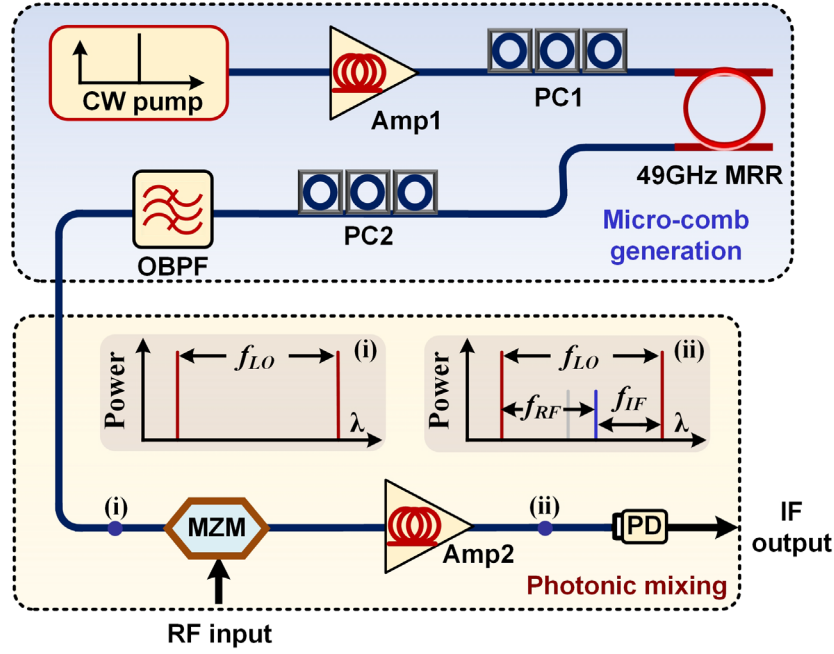 CW pump
Amp1
PC1
49GHz MRR
Micro-comb
generation
PC2
OBPF
Power
f_LO
(i)
λ
Power
f_LO
(ii)
f_RF
f_IF
λ
(i)
MZM
Amp2
(ii)
PD
IF
output
Photonic mixing
RF input